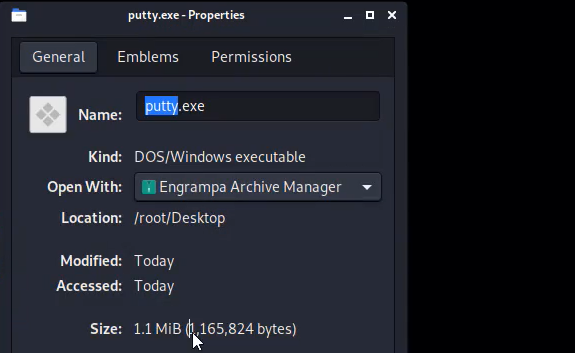 putty.exe - Properties
General Emblems Permissions
Name: putty.exe
Kind: DOS/Windows executable
Open With: Engrampa Archive Manager
Location: /root/Desktop
Modified: Today
Accessed: Today
Size: 1.1 MiB (1,165,824 bytes)